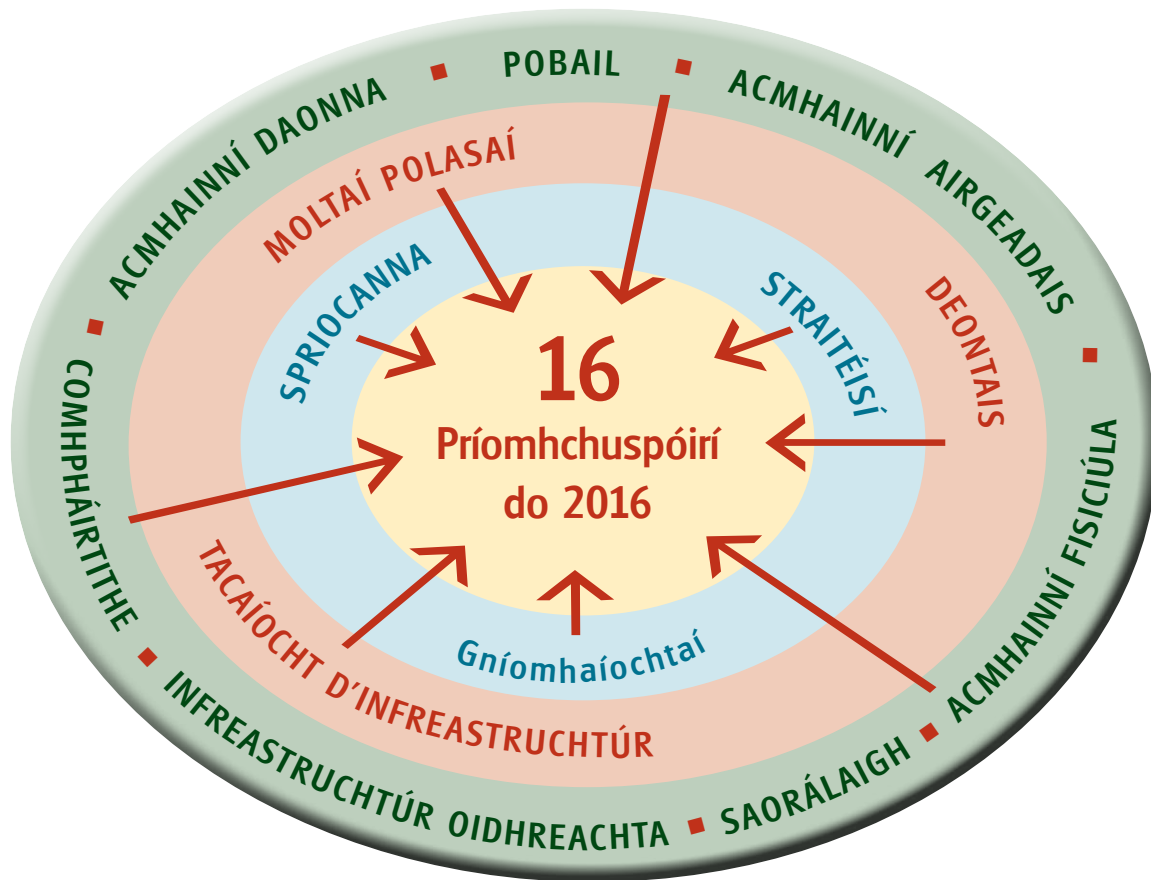 POBAIL
ACMHAINNÍ AIRGEADAIS
ACMHAINNÍ FISICIÚLA
SAORÁLAIGH
INFREASTRUCHTÚR OIDHREACHTA
COMHPHÁIRTITHE
ACMHAINNÍ DAONNA
MOLTAÍ POLASAÍ
DEONTAIS
TACAÍOCHT D'INFREASTRUCHTÚR
SPRIOCANNA
STRAITÉISÍ
Gníomhaíochtaí
16
Príomhchuspóirí
do 2016